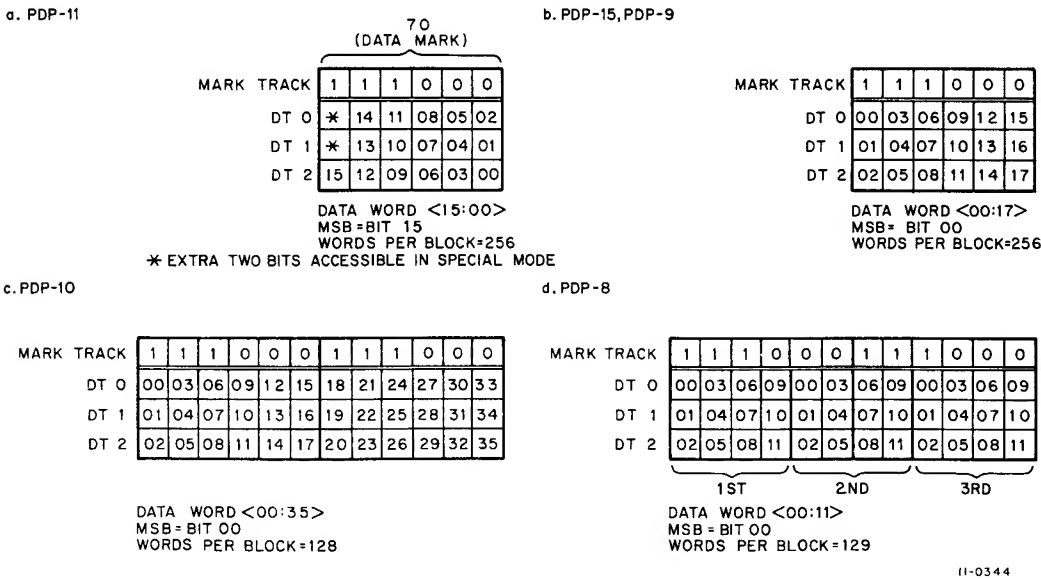 a. PDP-11
70
(DATA MARK)
MARK TRACK 1 1 1 0 0 0
DT 0 * 14 11 08 05 02
DT 1 * 13 10 07 04 01
DT 2 15 12 09 06 03 00
DATA WORD <15:00>
MSB=BIT 15
WORDS PER BLOCK=256
* EXTRA TWO BITS ACCESSIBLE IN SPECIAL MODE
b. PDP-15, PDP-9
MARK TRACK 1 1 1 0 0 0
DT 0 00 03 06 09 12 15
DT 1 01 04 07 10 13 16
DT 2 02 05 08 11 14 17
DATA WORD <00:17>
MSB= BIT 00
WORDS PER BLOCK=256
c. PDP-10
MARK TRACK 1 1 1 0 0 0 1 1 1 0 0 0
DT 0 00 03 06 09 12 15 18 21 24 27 30 33
DT 1 01 04 07 10 13 16 19 22 25 28 31 34
DT 2 02 05 08 11 14 17 20 23 26 29 32 35
DATA WORD <00:35>
MSB = BIT 00
WORDS PER BLOCK=128
d. PDP-8
MARK TRACK 1 1 1 0 0 0 1 1 1 0 0 0
DT 0 00 03 06 09 00 03 06 09 00 03 06 09
DT 1 01 04 07 10 01 04 07 10 01 04 07 10
DT 2 02 05 08 11 02 05 08 11 02 05 08 11
1ST 2ND 3RD
DATA WORD <00:11>
MSB = BIT 00
WORDS PER BLOCK=129
11-0344